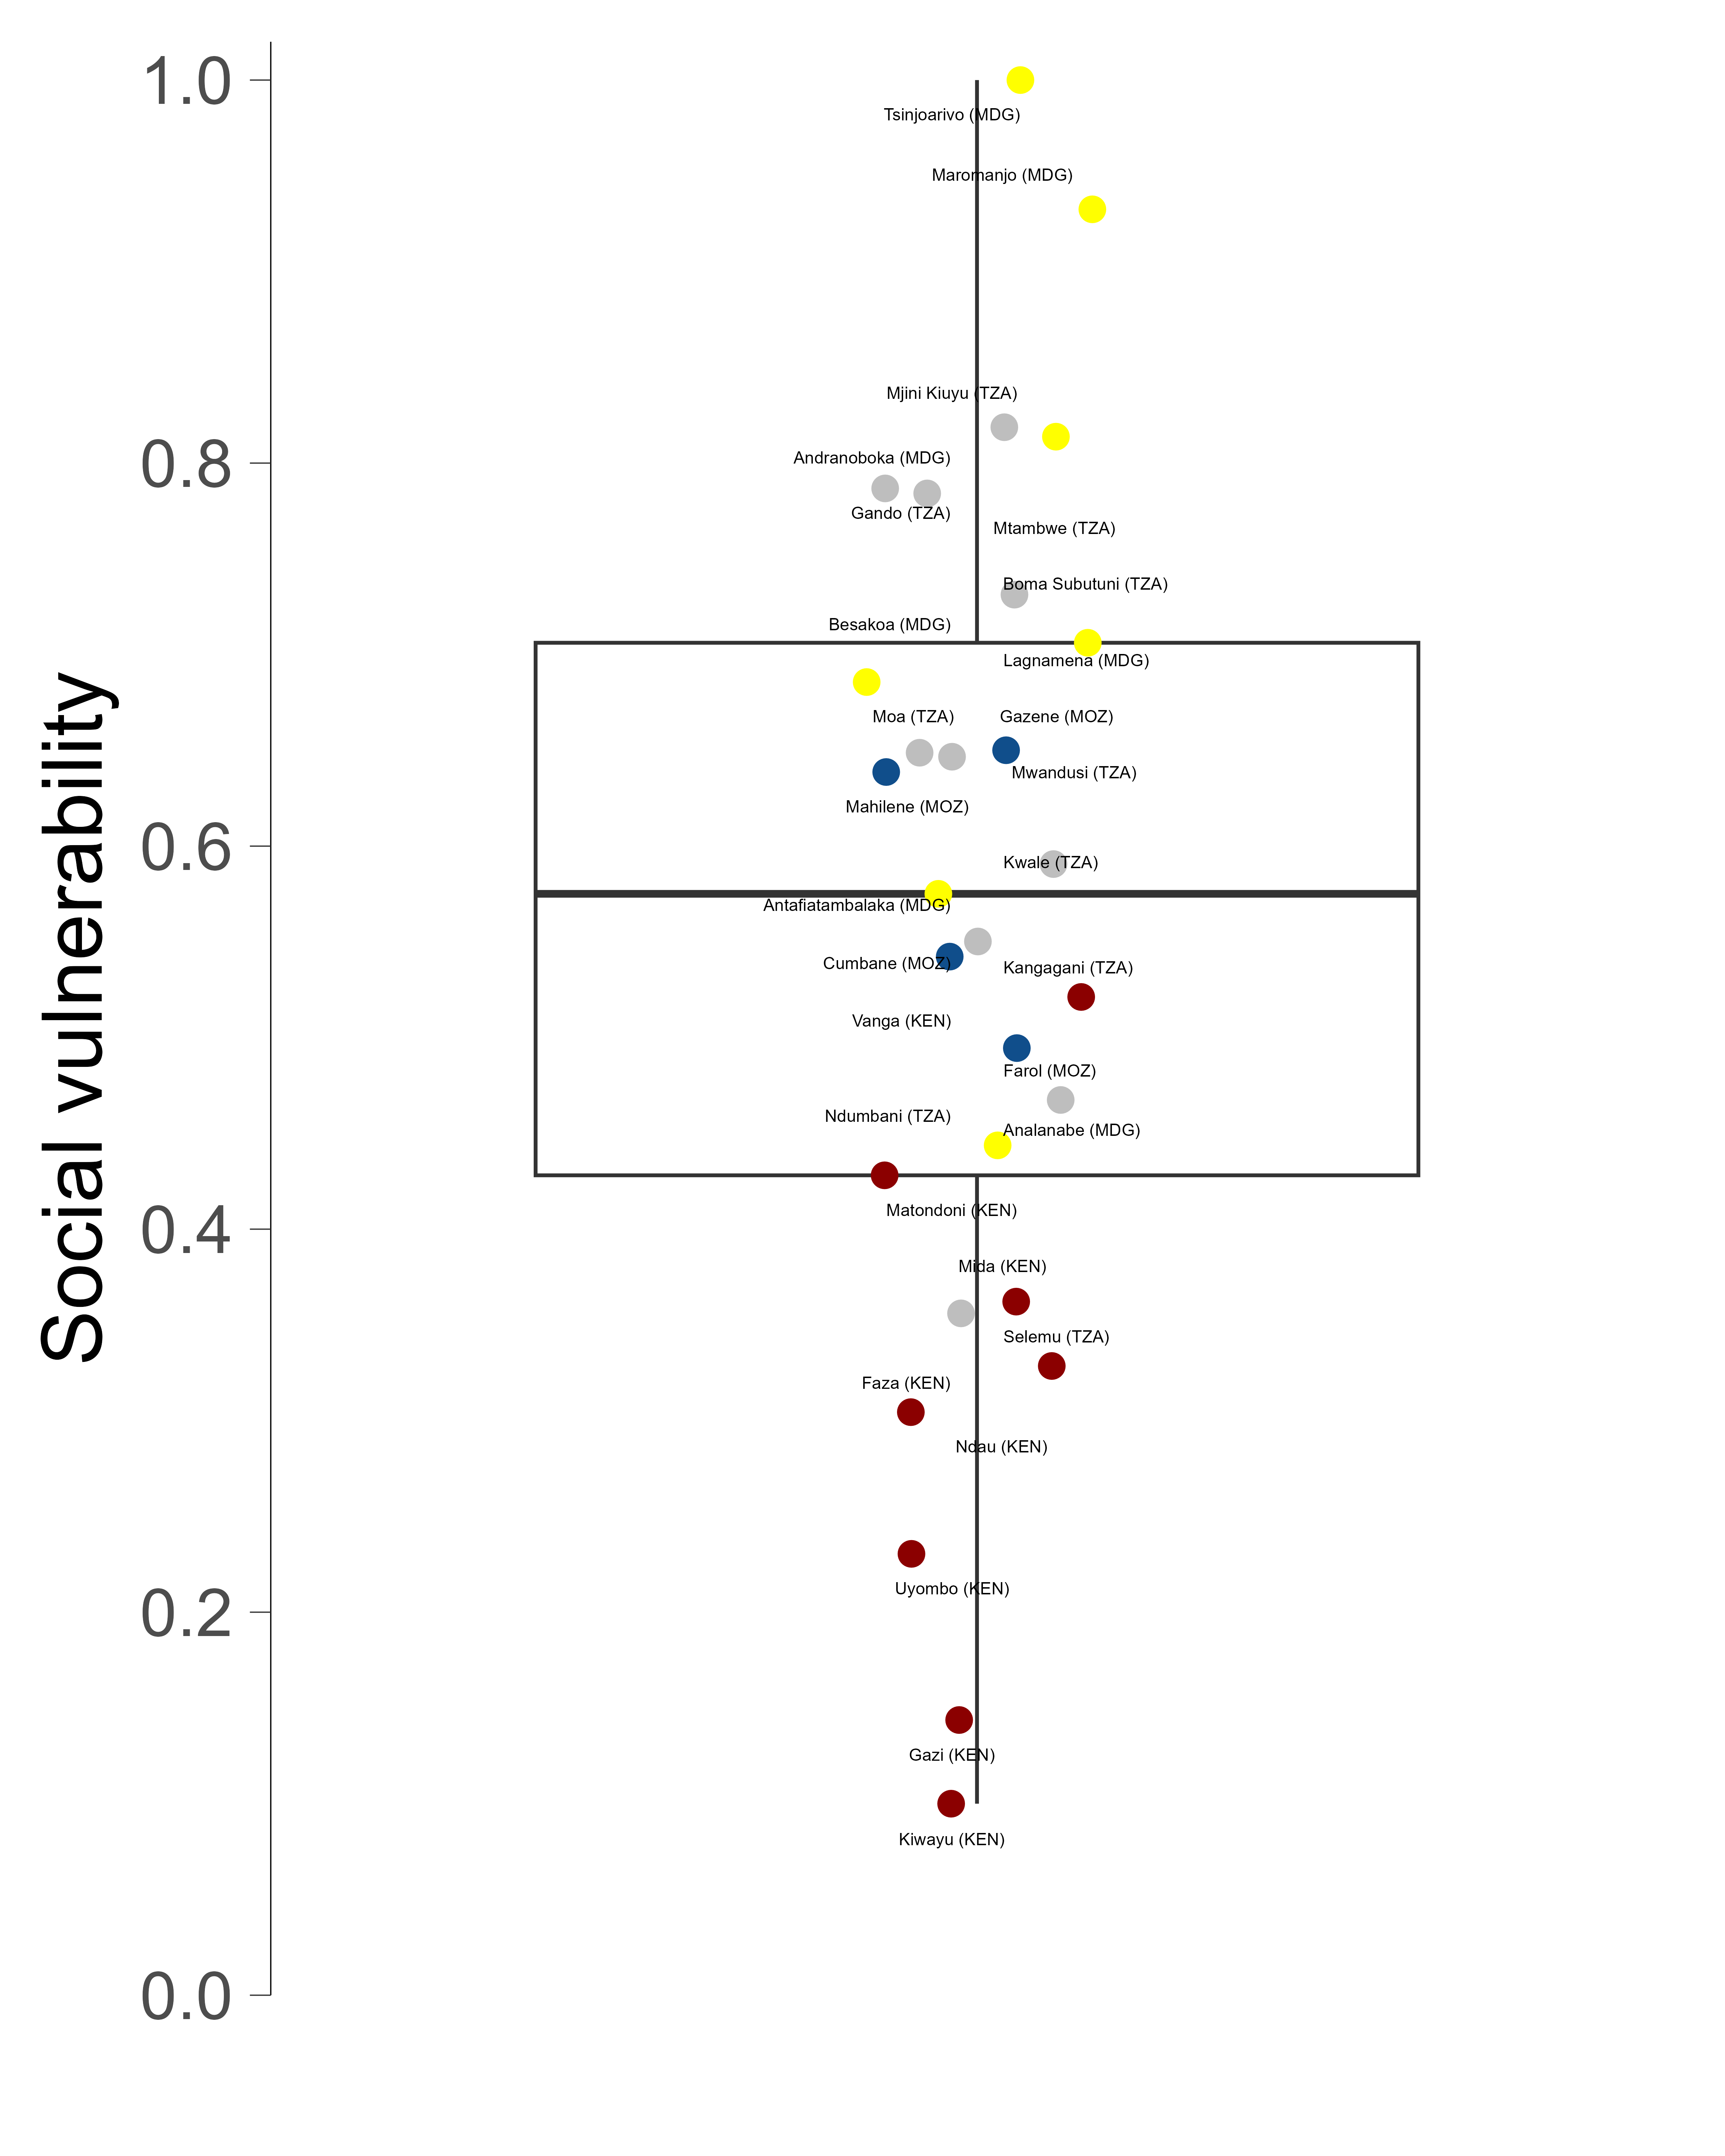 Social vulnerability
1.0
0.8
0.6
0.4
0.2
0.0
Tsinjoarivo (MDG)
Maromanjo (MDG)
Mjini Kiuyu (TZA)
Andranoboka (MDG)
Gando (TZA)
Mtambwe (TZA)
Boma Subutuni (TZA)
Besakoa (MDG)
Lagnamena (MDG)
Moa (TZA)
Gazene (MOZ)
Mwandusi (TZA)
Mahilene (MOZ)
Kwale (TZA)
Antafiatambalaka (MDG)
Cumbane (MOZ)
Kangagani (TZA)
Vanga (KEN)
Farol (MOZ)
Ndumbani (TZA)
Analanabe (MDG)
Matondoni (KEN)
Mida (KEN)
Selemu (TZA)
Faza (KEN)
Ndau (KEN)
Uyombo (KEN)
Gazi (KEN)
Kiwayu (KEN)